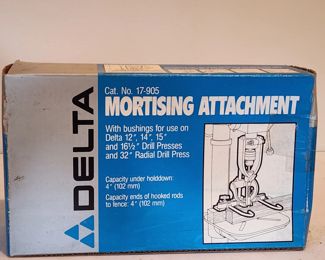 DELTA
Cat. No. 17-905
MORTISING ATTACHMENT
With bushings for use on
Delta 12", 14", 15"
and 16½" Drill Presses
and 32" Radial Drill Press
Capacity under holddown:
4" (102 mm)
Capacity ends of hooked rods
to fence: 4" (102 mm)